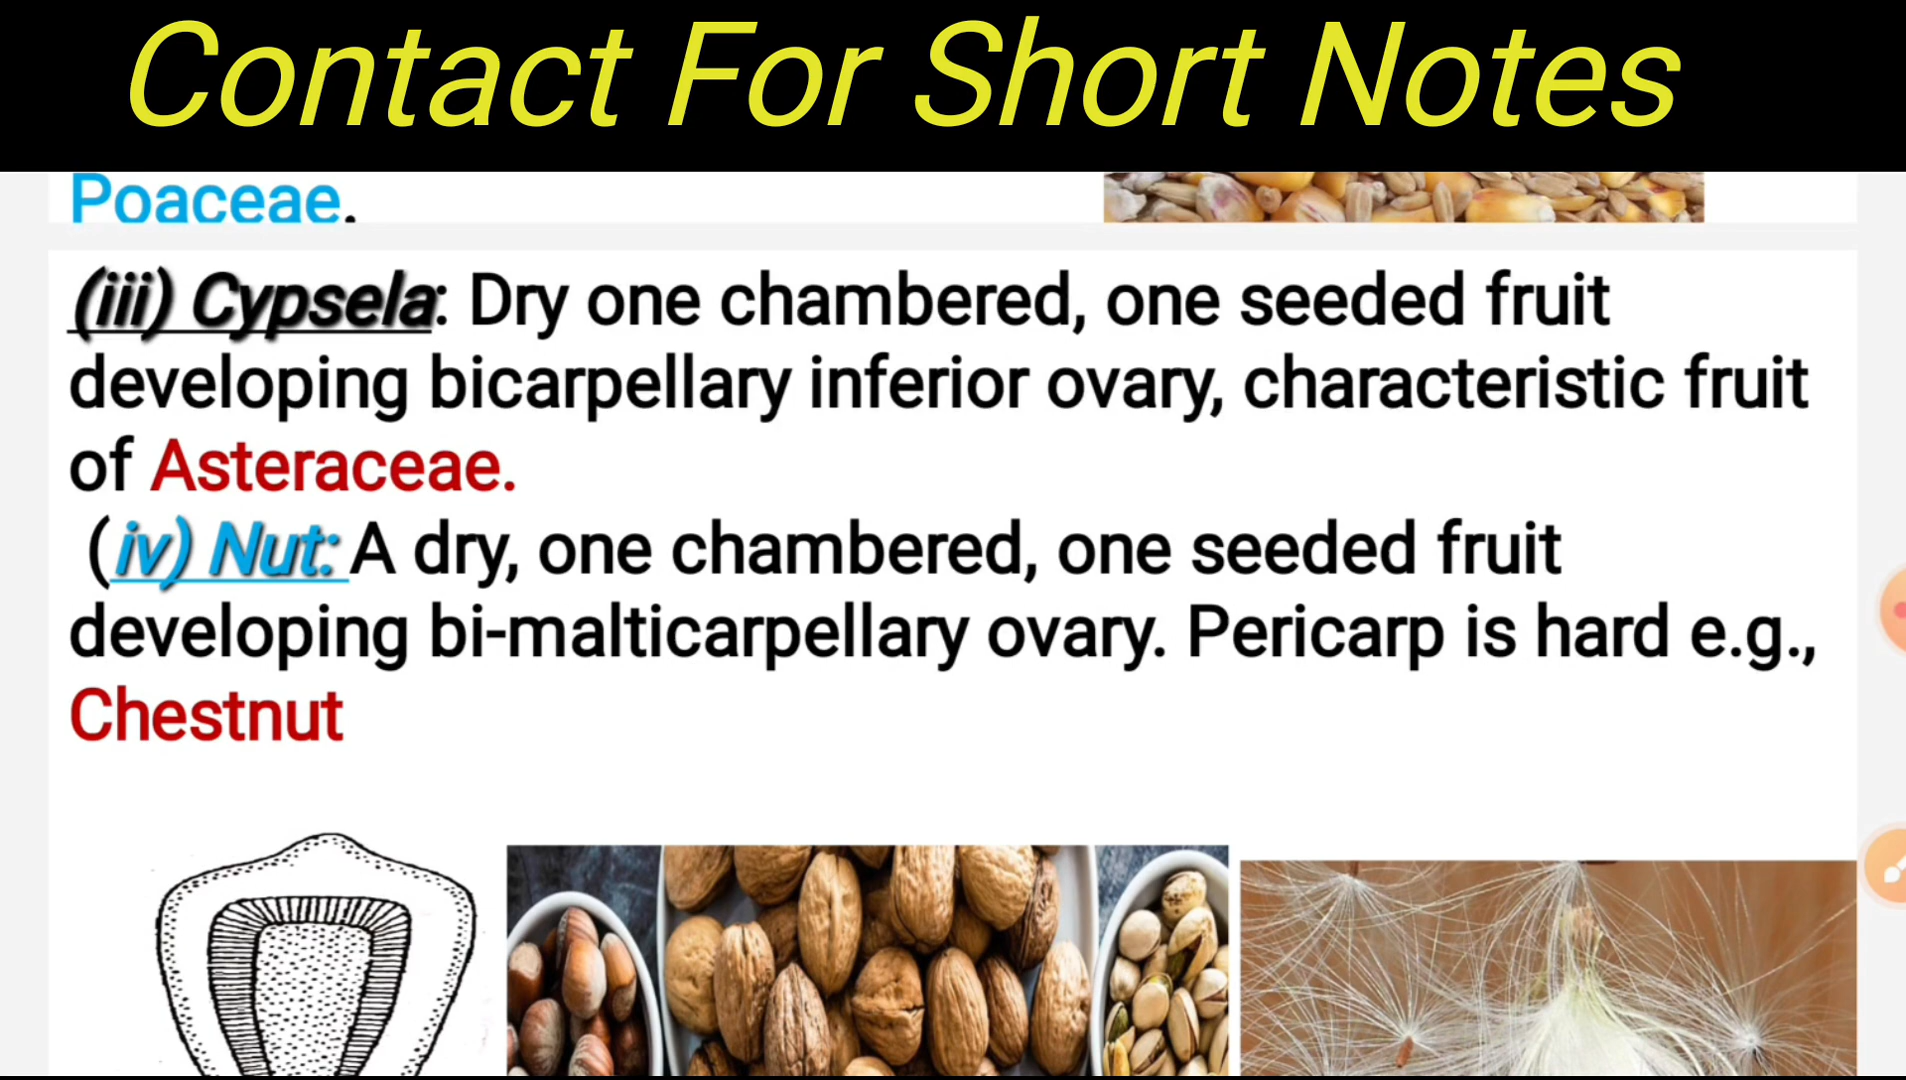 Contact For Short Notes
Poaceae.
(iii) Cypsela: Dry one chambered, one seeded fruit
developing bicarpellary inferior ovary, characteristic fruit
of Asteraceae.
(iv) Nut: A dry, one chambered, one seeded fruit
developing bi-malticarpellary ovary. Pericarp is hard e.g.,
Chestnut